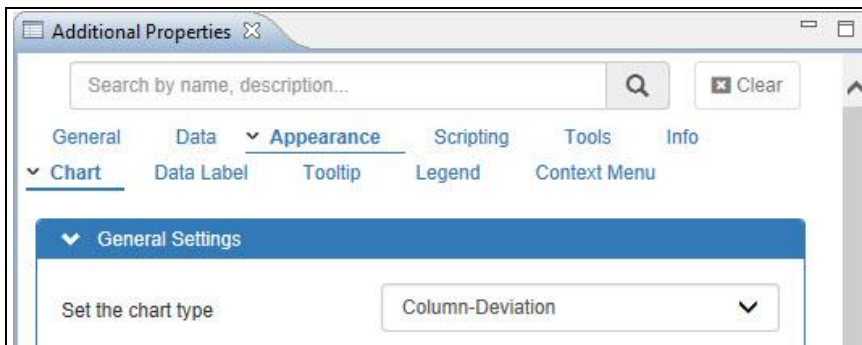 Additional Properties
Search by name, description... Clear
General Data Appearance Scripting Tools Info
Chart Data Label Tooltip Legend Context Menu
General Settings
Set the chart type Column-Deviation